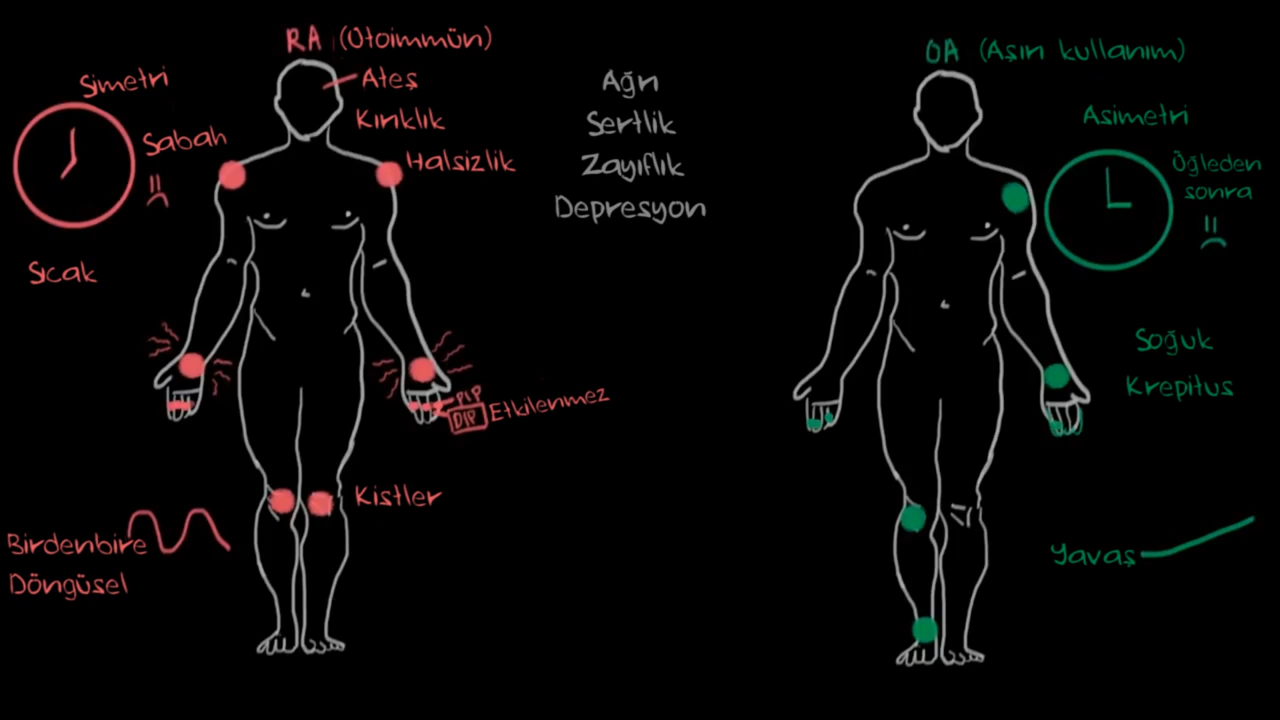 RA (Otoimmün)
Simetri
Ateş
Sabah
Kırıklık
Halsizlik
Sıcak
PIP
DIP Etkilenmez
Kistler
Birdenbire
Döngüsel
Ağrı
Sertlik
Zayıflık
Depresyon
OA (Aşırı kullanım)
Asimetri
Öğleden
sonra
Soğuk
Krepitus
Yavaş